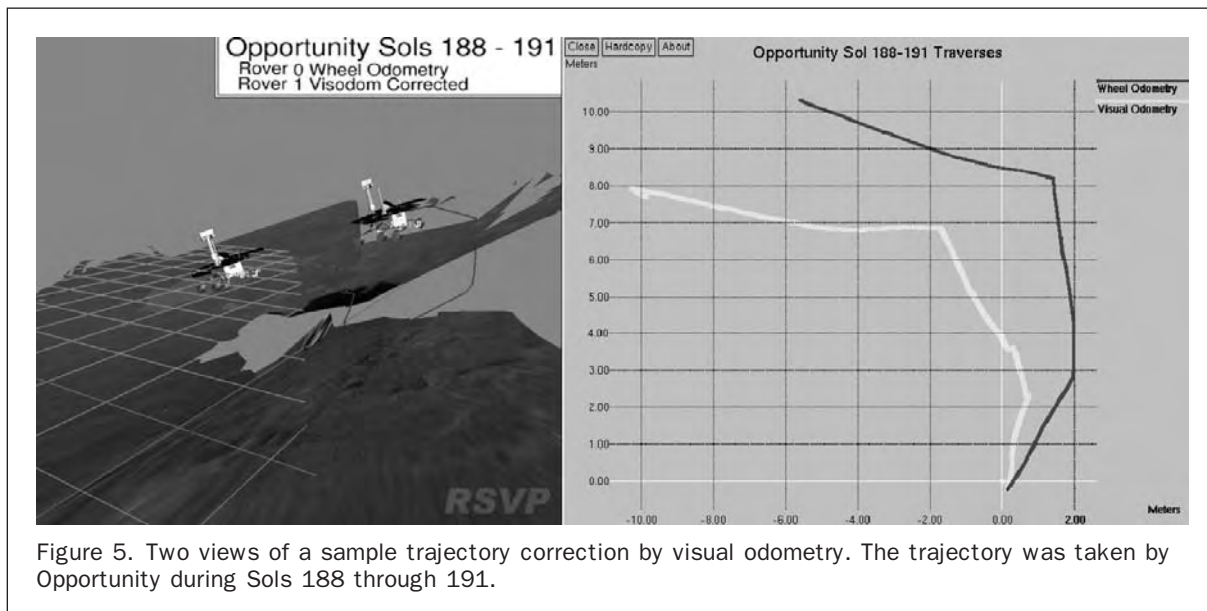 Opportunity Sols 188 - 191
Rover 0 Wheel Odometry
Rover 1 Visodom Corrected
RSVP
Close Hardcopy About
Meters
Opportunity Sol 188-191 Traverses
Wheel Odometry
Visual Odometry
10.00
9.00
8.00
7.00
6.00
5.00
4.00
3.00
2.00
1.00
0.00
-10.00 -8.00 -6.00 -4.00 -2.00 0.00 2.00
Meters
Figure 5. Two views of a sample trajectory correction by visual odometry. The trajectory was taken by
Opportunity during Sols 188 through 191.